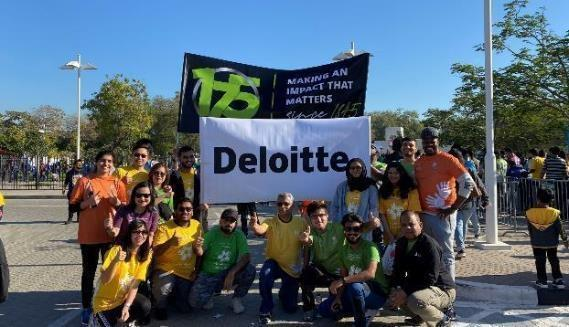 175
MAKING AN
IMPACT THAT
MATTERS
since 1845
Deloitte.